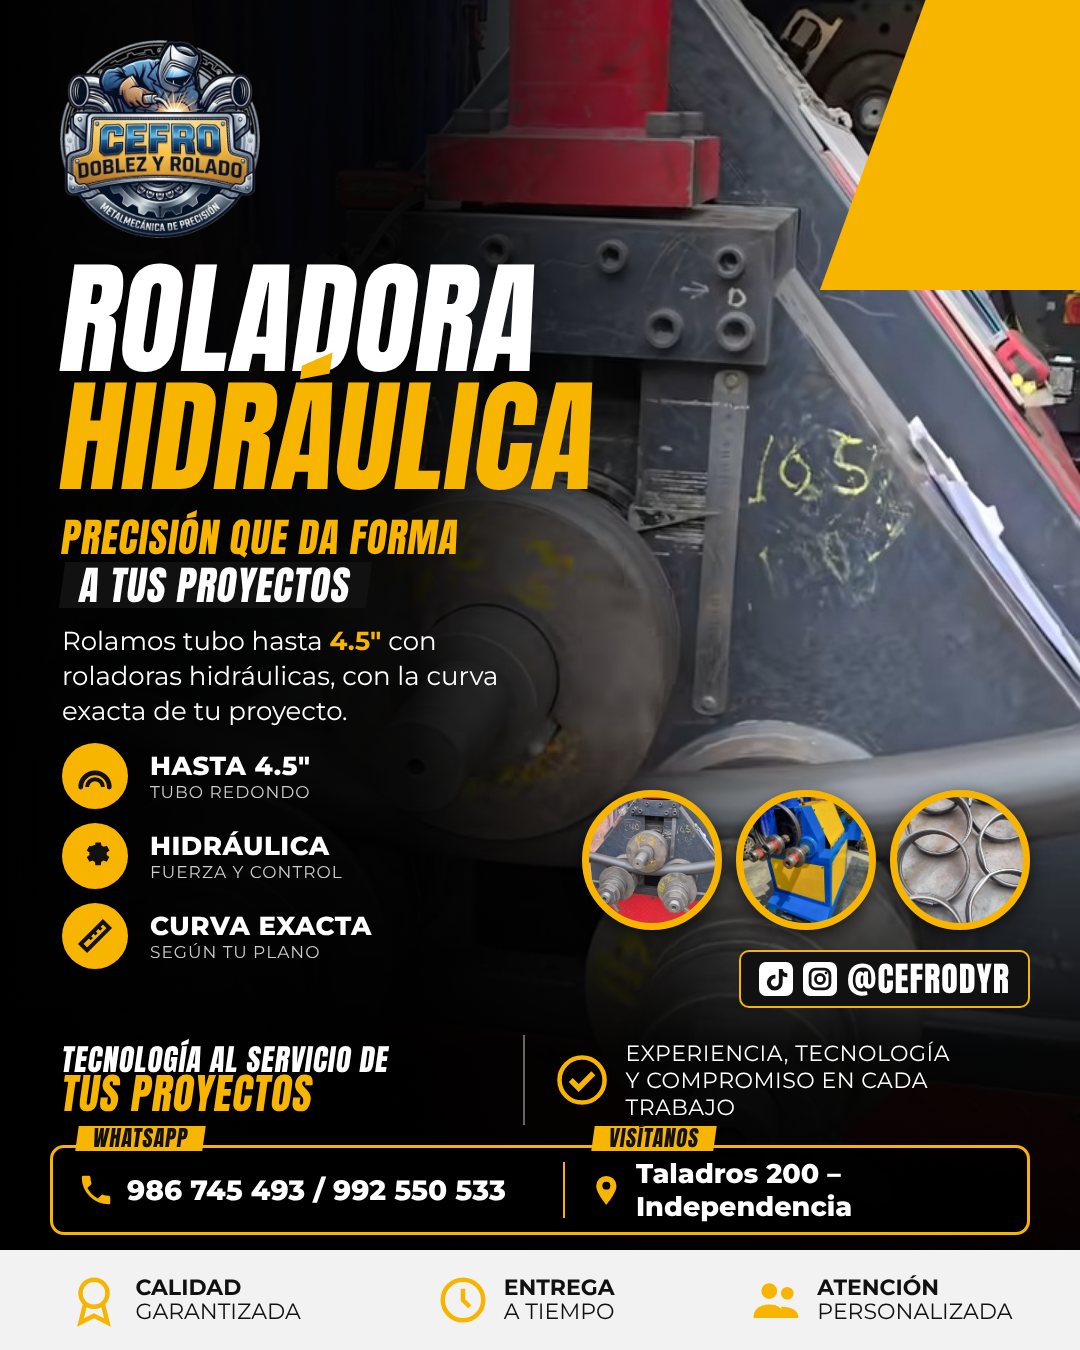 CEFRO
DOBLEZ Y ROLADO
METALMECÁNICA DE PRECISIÓN
ROLADORA
HIDRÁULICA
PRECISIÓN QUE DA FORMA
A TUS PROYECTOS
Rolamos tubo hasta 4.5" con
roladoras hidráulicas, con la curva
exacta de tu proyecto.
HASTA 4.5"
TUBO REDONDO
HIDRÁULICA
FUERZA Y CONTROL
CURVA EXACTA
SEGÚN TU PLANO
D
105
@CEFRODYR
TECNOLOGÍA AL SERVICIO DE
TUS PROYECTOS
EXPERIENCIA, TECNOLOGÍA
Y COMPROMISO EN CADA
TRABAJO
WHATSAPP
986 745 493 / 992 550 533
VISÍTANOS
Taladros 200 –
Independencia
CALIDAD
GARANTIZADA
ENTREGA
A TIEMPO
ATENCIÓN
PERSONALIZADA